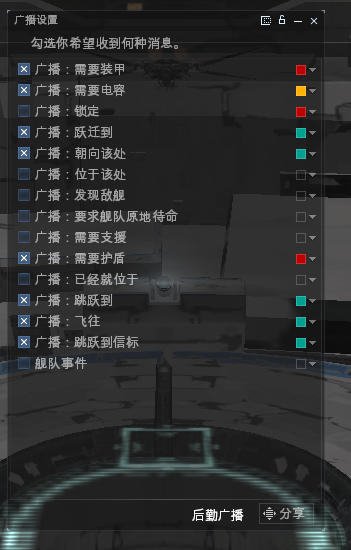 广播设置
勾选你希望收到何种消息。
广播：需要装甲
广播：需要电容
广播：锁定
广播：跃迁到
广播：朝向该处
广播：位于该处
广播：发现敌舰
广播：要求舰队原地待命
广播：需要支援
广播：需要护盾
广播：已经就位于
广播：跳跃到
广播：飞往
广播：跳跃到信标
舰队事件
后勤广播 分享